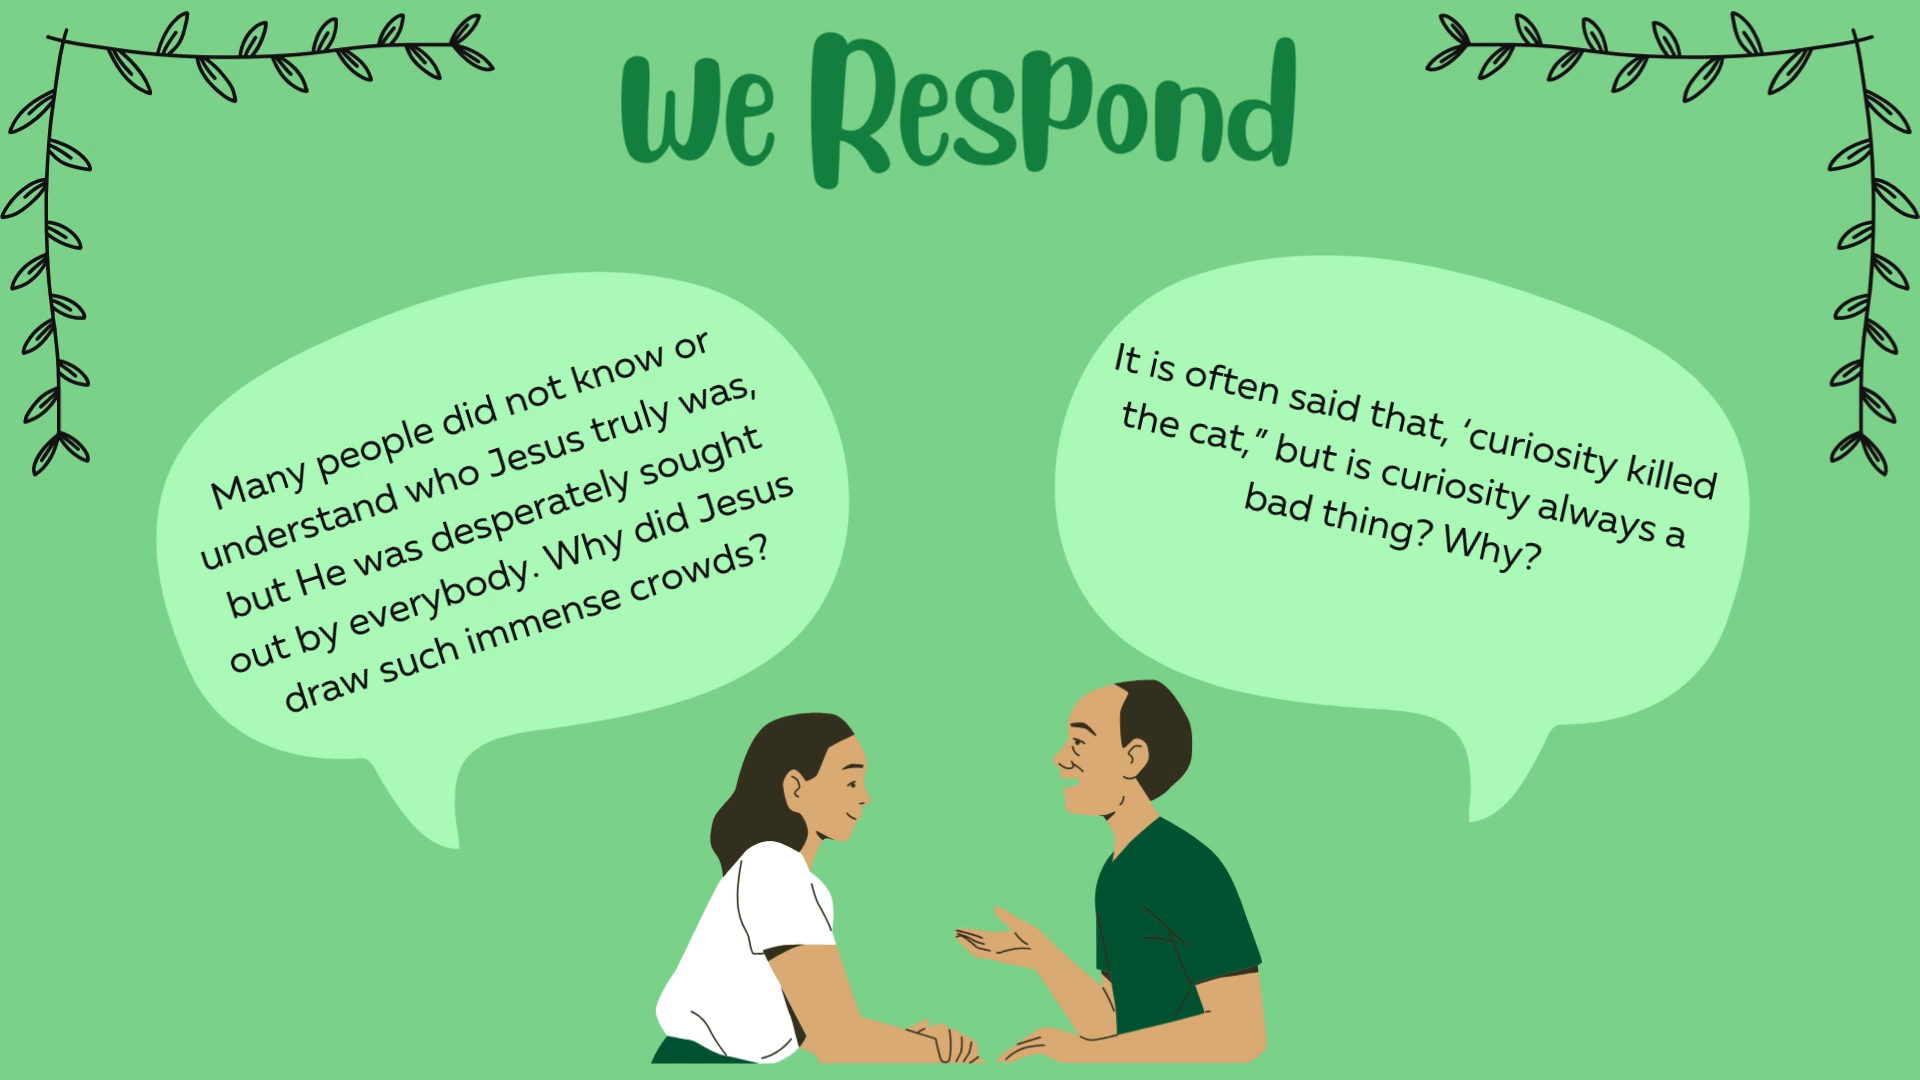 We Respond
Many people did not know or
understand who Jesus truly was,
but He was desperately sought
out by everybody. Why did Jesus
draw such immense crowds?
It is often said that, ‘curiosity killed
the cat,” but is curiosity always a
bad thing? Why?